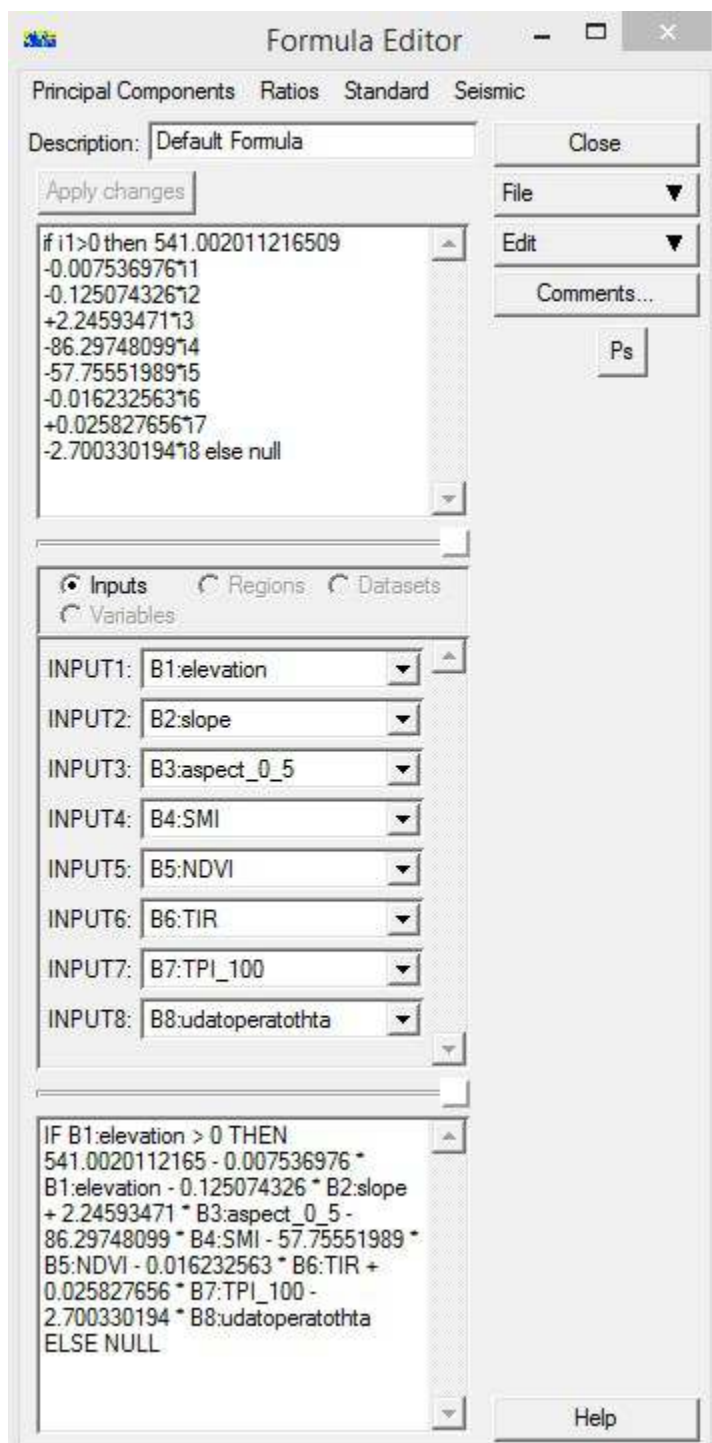 Formula Editor
Principal Components Ratios Standard Seismic
Description: Default Formula
Close
Apply changes
File
if i1>0 then 541.002011216509
-0.007536976*i1
-0.125074326*i2
+2.24593471*i3
-86.29748099*i4
-57.75551989*i5
-0.016232563*i6
+0.025827656*i7
-2.700330194*i8 else null
Edit
Comments...
Ps
Inputs Regions Datasets
Variables
INPUT1: B1:elevation
INPUT2: B2:slope
INPUT3: B3:aspect_0_5
INPUT4: B4:SMI
INPUT5: B5:NDVI
INPUT6: B6:TIR
INPUT7: B7:TPI_100
INPUT8: B8:udatoperatothta
IF B1:elevation > 0 THEN
541.0020112165 - 0.007536976 *
B1:elevation - 0.125074326 * B2:slope
+ 2.24593471 * B3:aspect_0_5 -
86.29748099 * B4:SMI - 57.75551989 *
B5:NDVI - 0.016232563 * B6:TIR +
0.025827656 * B7:TPI_100 -
2.700330194 * B8:udatoperatothta
ELSE NULL
Help